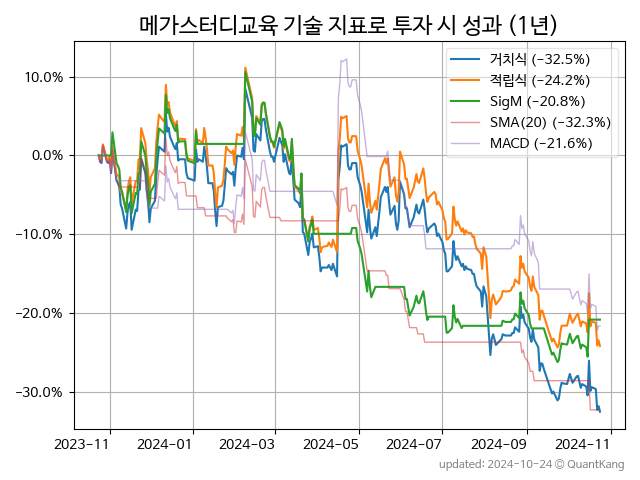 메가스터디교육 기술 지표로 투자 시 성과 (1년)
거치식 (−32.5%)
적립식 (−24.2%)
SigM (−20.8%)
SMA(20) (−32.3%)
MACD (−21.6%)
10.0%
0.0%
−10.0%
−20.0%
−30.0%
2023-11 2024-01 2024-03 2024-05 2024-07 2024-09 2024-11
updated: 2024-10-24 © QuantKang